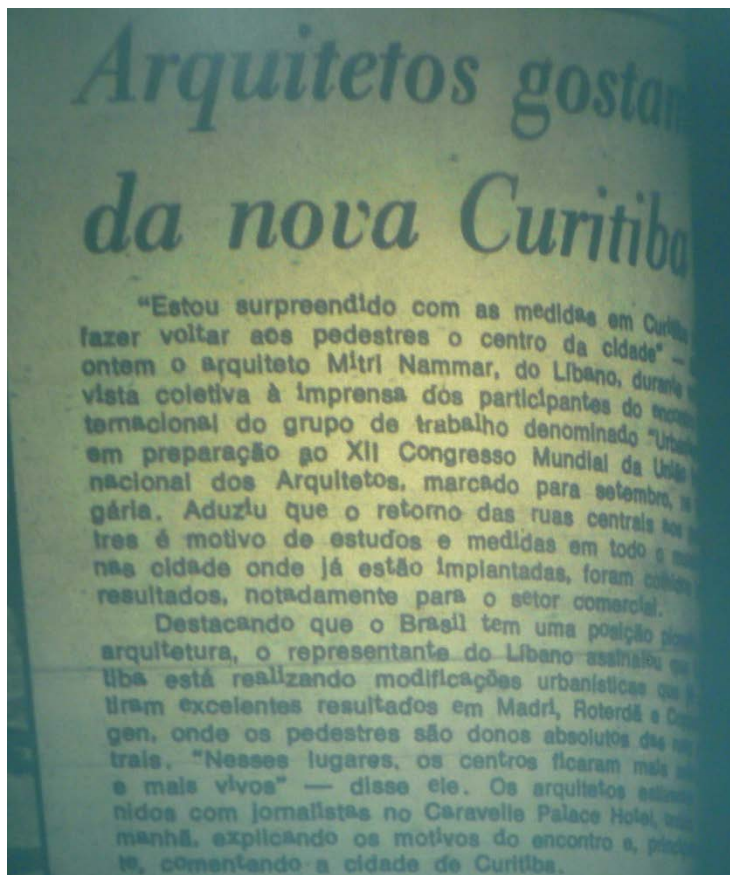 Arquitetos gostam
da nova Curitiba
"Estou surpreendido com as medidas em Curitiba
fazer voltar aos pedestres o centro da cidade" —
ontem o arquiteto Mitri Nammar, do Líbano, durante
vista coletiva à imprensa dos participantes do encontro
ternacional do grupo de trabalho denominado
em preparação ao XII Congresso Mundial da União
nacional dos Arquitetos, marcado para setembro, na
gária. Aduziu que o retorno das ruas centrais aos
tres é motivo de estudos e medidas em todo o
nas cidade onde já estão implantadas, foram
resultados, notadamente para o setor comercial.
Destacando que o Brasil tem uma posição
arquitetura, o representante do Líbano assinalou que
tiba está realizando modificações urbanísticas que
tiram excelentes resultados em Madri, Roterdã e
gen, onde os pedestres são donos absolutos das
trais. "Nesses lugares, os centros ficaram mais
e mais vivos" — disse ele. Os arquitetos
nidos com jornalistas no Caravelle Palace Hotel,
manhã, explicando os motivos do encontro e,
te, comentando a cidade de Curitiba.